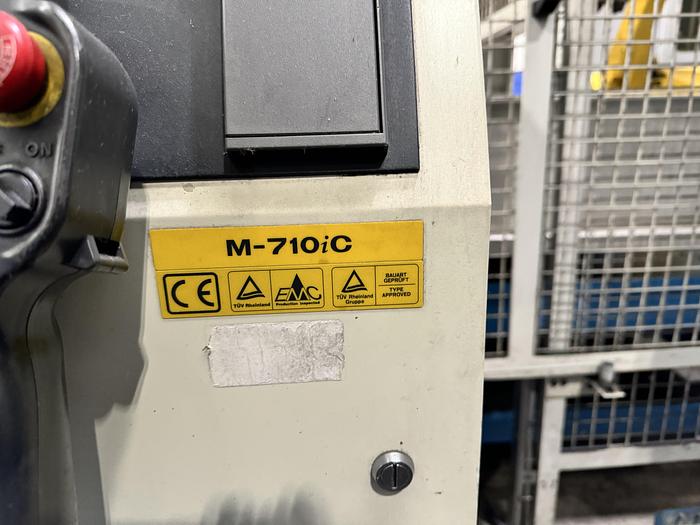 ON
M-710iC
CE
TÜV Rheinland
EMC
Production inspected
TÜV Rheinland
Gruppe
BAUART
GEPRÜFT
TYPE
APPROVED